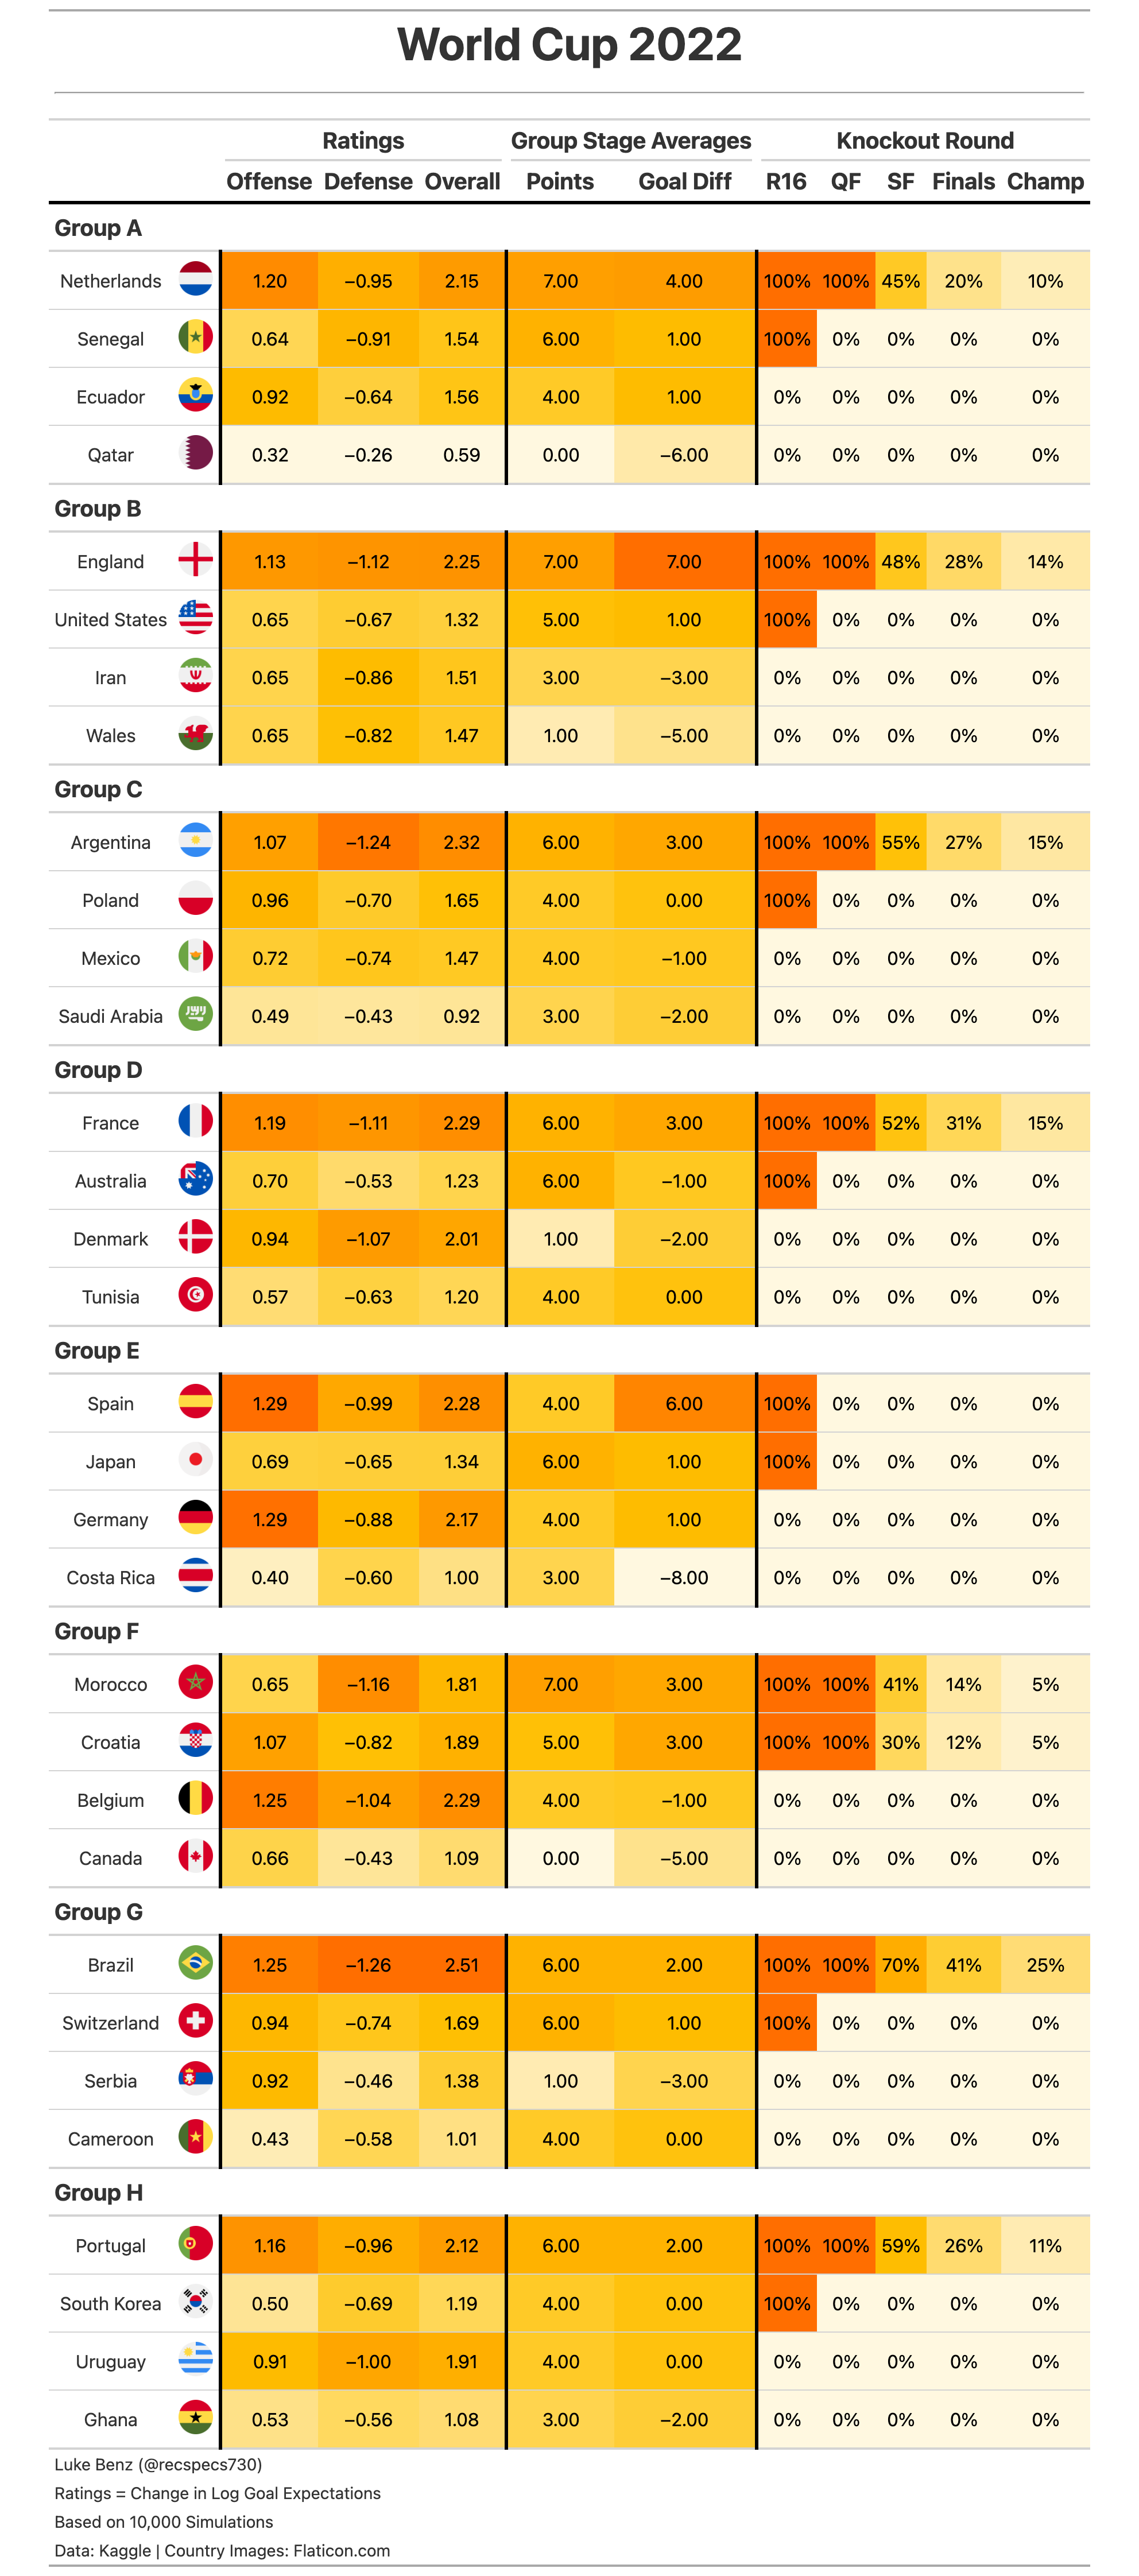 World Cup 2022
Ratings Group Stage Averages Knockout Round
Offense Defense Overall Points Goal Diff R16 QF SF Finals Champ
Group A
Netherlands 1.20 −0.95 2.15 7.00 4.00 100% 100% 45% 20% 10%
Senegal 0.64 −0.91 1.54 6.00 1.00 100% 0% 0% 0% 0%
Ecuador 0.92 −0.64 1.56 4.00 1.00 0% 0% 0% 0% 0%
Qatar 0.32 −0.26 0.59 0.00 −6.00 0% 0% 0% 0% 0%
Group B
England 1.13 −1.12 2.25 7.00 7.00 100% 100% 48% 28% 14%
United States 0.65 −0.67 1.32 5.00 1.00 100% 0% 0% 0% 0%
Iran 0.65 −0.86 1.51 3.00 −3.00 0% 0% 0% 0% 0%
Wales 0.65 −0.82 1.47 1.00 −5.00 0% 0% 0% 0% 0%
Group C
Argentina 1.07 −1.24 2.32 6.00 3.00 100% 100% 55% 27% 15%
Poland 0.96 −0.70 1.65 4.00 0.00 100% 0% 0% 0% 0%
Mexico 0.72 −0.74 1.47 4.00 −1.00 0% 0% 0% 0% 0%
Saudi Arabia 0.49 −0.43 0.92 3.00 −2.00 0% 0% 0% 0% 0%
Group D
France 1.19 −1.11 2.29 6.00 3.00 100% 100% 52% 31% 15%
Australia 0.70 −0.53 1.23 6.00 −1.00 100% 0% 0% 0% 0%
Denmark 0.94 −1.07 2.01 1.00 −2.00 0% 0% 0% 0% 0%
Tunisia 0.57 −0.63 1.20 4.00 0.00 0% 0% 0% 0% 0%
Group E
Spain 1.29 −0.99 2.28 4.00 6.00 100% 0% 0% 0% 0%
Japan 0.69 −0.65 1.34 6.00 1.00 100% 0% 0% 0% 0%
Germany 1.29 −0.88 2.17 4.00 1.00 0% 0% 0% 0% 0%
Costa Rica 0.40 −0.60 1.00 3.00 −8.00 0% 0% 0% 0% 0%
Group F
Morocco 0.65 −1.16 1.81 7.00 3.00 100% 100% 41% 14% 5%
Croatia 1.07 −0.82 1.89 5.00 3.00 100% 100% 30% 12% 5%
Belgium 1.25 −1.04 2.29 4.00 −1.00 0% 0% 0% 0% 0%
Canada 0.66 −0.43 1.09 0.00 −5.00 0% 0% 0% 0% 0%
Group G
Brazil 1.25 −1.26 2.51 6.00 2.00 100% 100% 70% 41% 25%
Switzerland 0.94 −0.74 1.69 6.00 1.00 100% 0% 0% 0% 0%
Serbia 0.92 −0.46 1.38 1.00 −3.00 0% 0% 0% 0% 0%
Cameroon 0.43 −0.58 1.01 4.00 0.00 0% 0% 0% 0% 0%
Group H
Portugal 1.16 −0.96 2.12 6.00 2.00 100% 100% 59% 26% 11%
South Korea 0.50 −0.69 1.19 4.00 0.00 100% 0% 0% 0% 0%
Uruguay 0.91 −1.00 1.91 4.00 0.00 0% 0% 0% 0% 0%
Ghana 0.53 −0.56 1.08 3.00 −2.00 0% 0% 0% 0% 0%
Luke Benz (@recspecs730)
Ratings = Change in Log Goal Expectations
Based on 10,000 Simulations
Data: Kaggle | Country Images: Flaticon.com